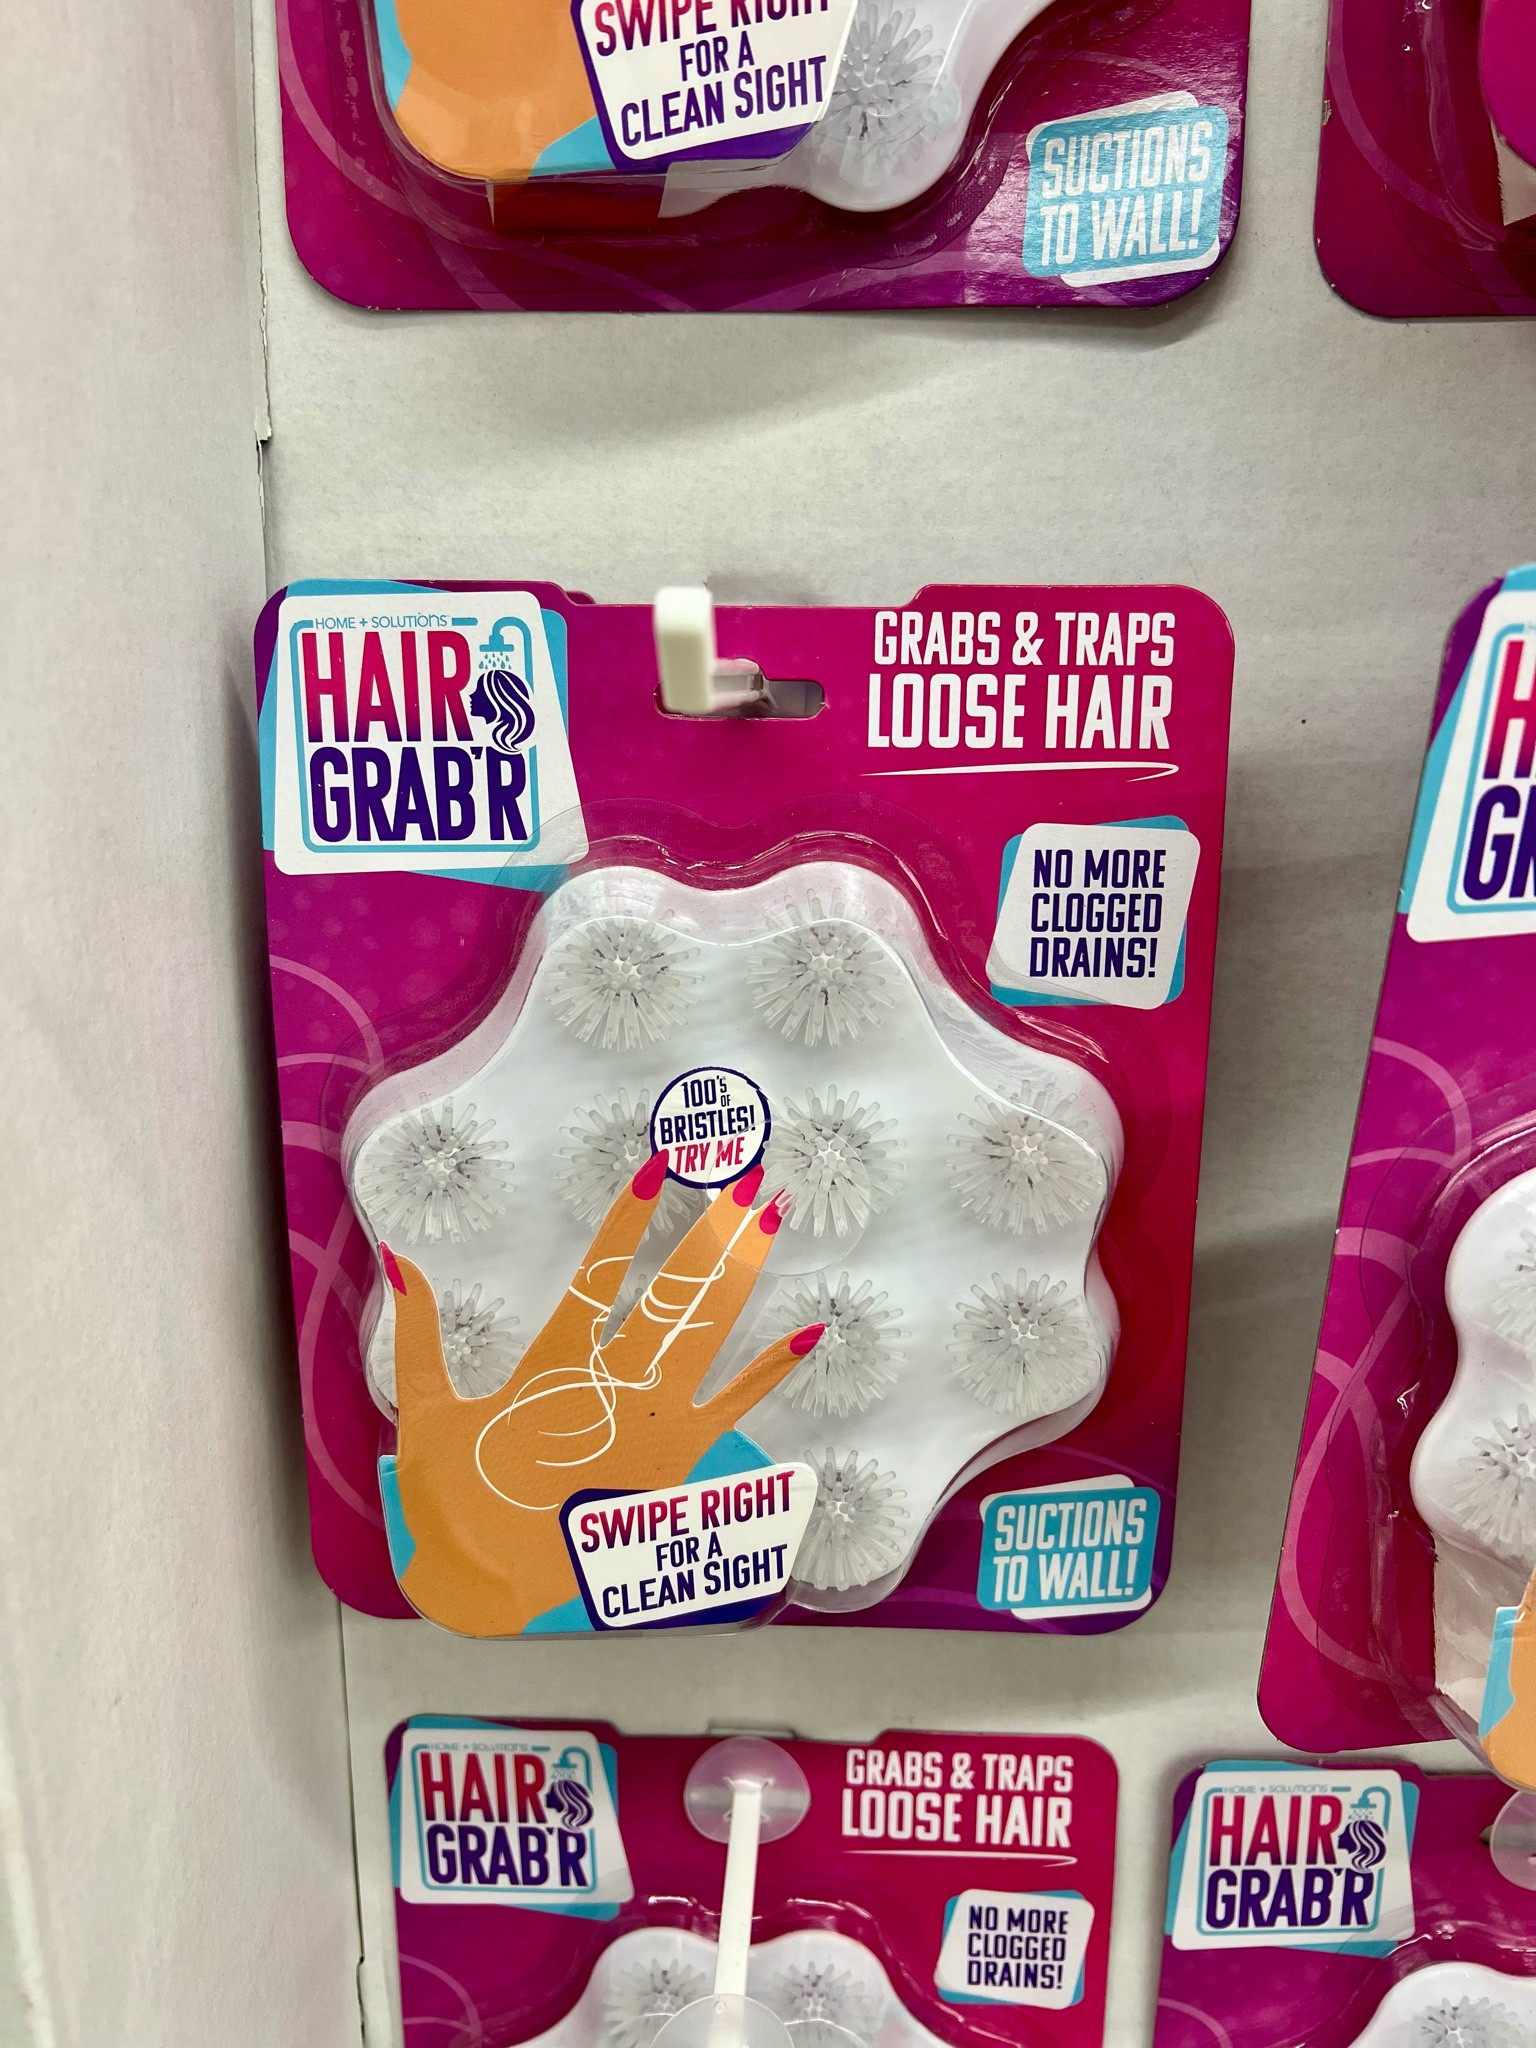 SWIPE RIGHT
FOR A
CLEAN SIGHT
SUCTIONS
TO WALL!
HOME + SOLUTIONS
HAIR
GRAB'R
GRABS & TRAPS
LOOSE HAIR
NO MORE
CLOGGED
DRAINS!
100'S OF
BRISTLES!
TRY ME
SWIPE RIGHT
FOR A
CLEAN SIGHT
SUCTIONS
TO WALL!
HOME + SOLUTIONS
HAIR
GRAB'R
GRABS & TRAPS
LOOSE HAIR
NO MORE
CLOGGED
DRAINS!
HOME + SOLUTIONS
HAIR
GRAB'R